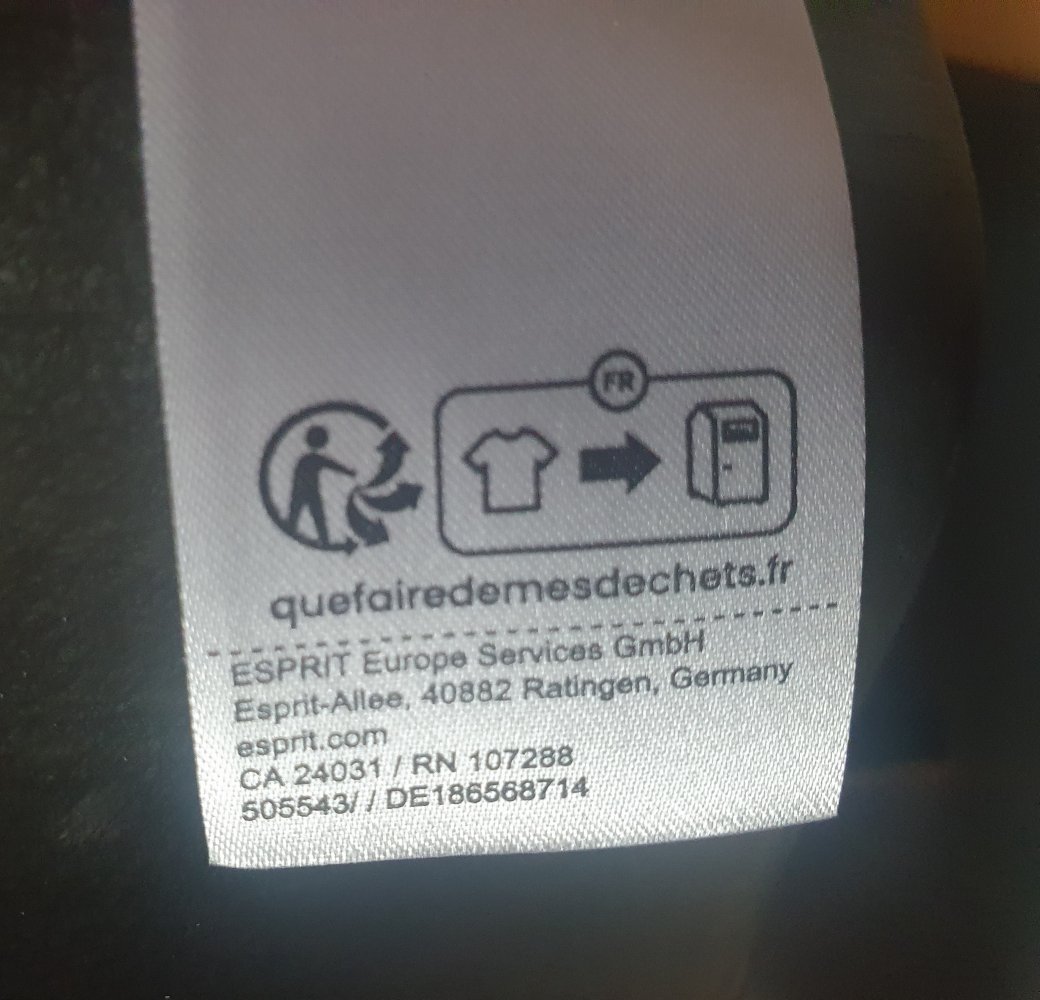 FR
quefairedemesdechets.fr
ESPRIT Europe Services GmbH
Esprit-Allee, 40882 Ratingen, Germany
esprit.com
CA 24031 / RN 107288
505543/ / DE186568714